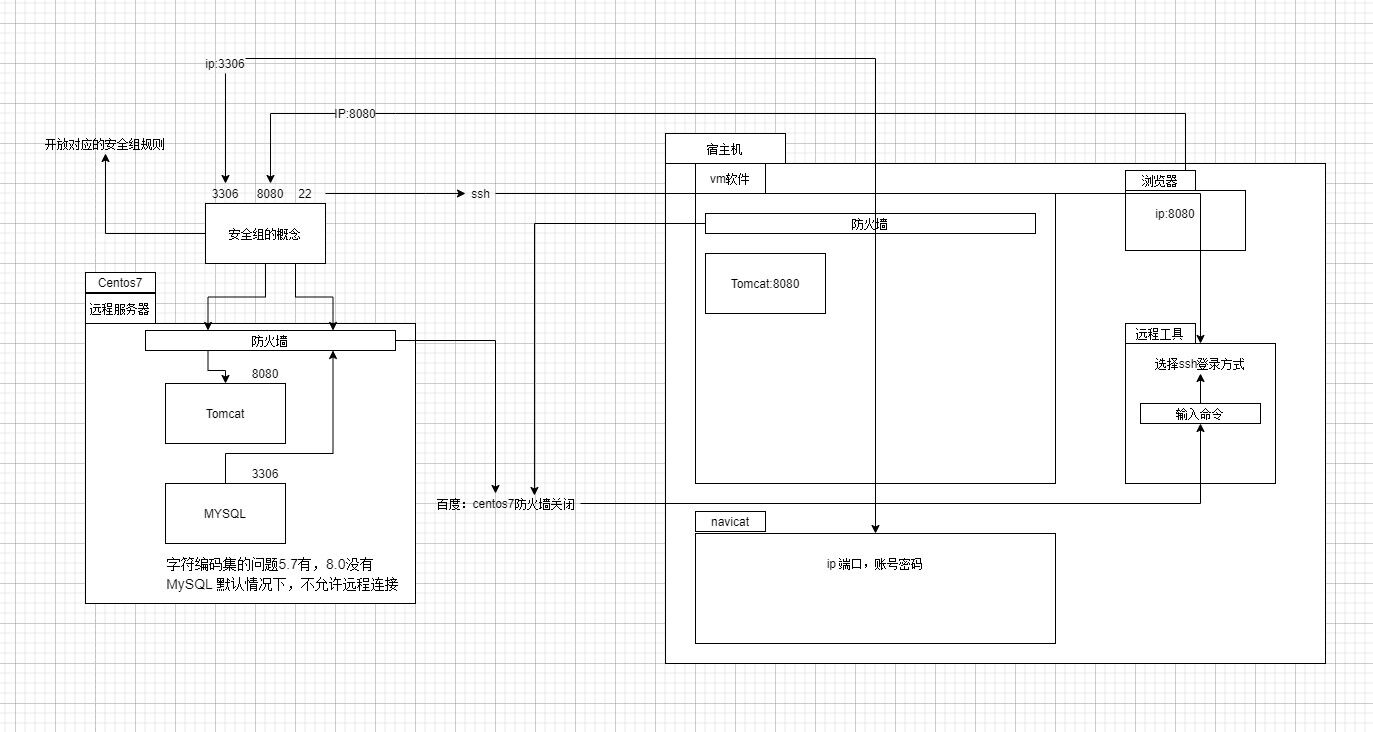 ip:3306
IP:8080
开放对应的安全组规则
宿主机
vm软件
浏览器
3306
8080
22
ssh
ip:8080
防火墙
安全组的概念
Centos7
Tomcat:8080
远程服务器
防火墙
远程工具
选择ssh登录方式
8080
Tomcat
输入命令
3306
MYSQL
百度：centos7防火墙关闭
navicat
字符编码集的问题5.7有，8.0没有
MySQL 默认情况下，不允许远程连接
ip 端口，账号密码